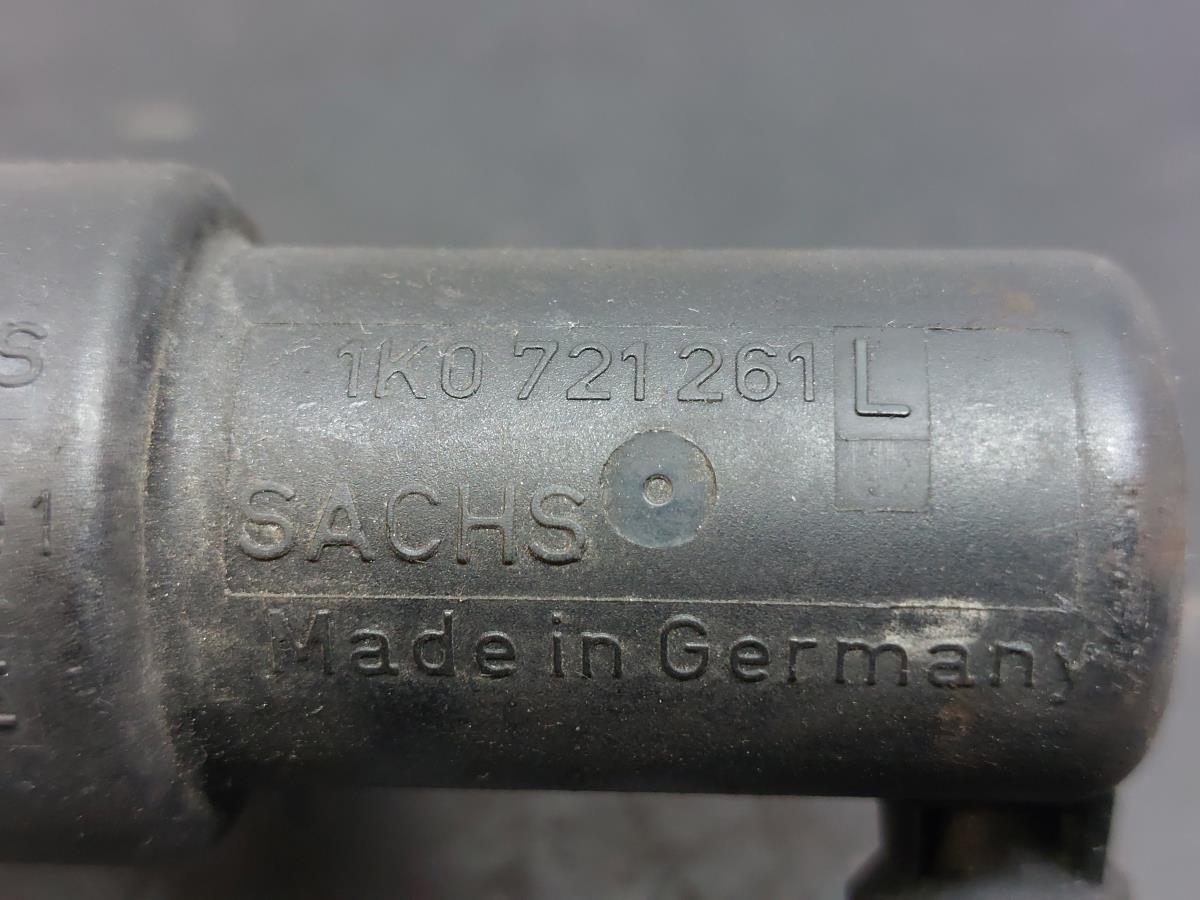 1K0 721 261 L
SACHS
Made in Germany